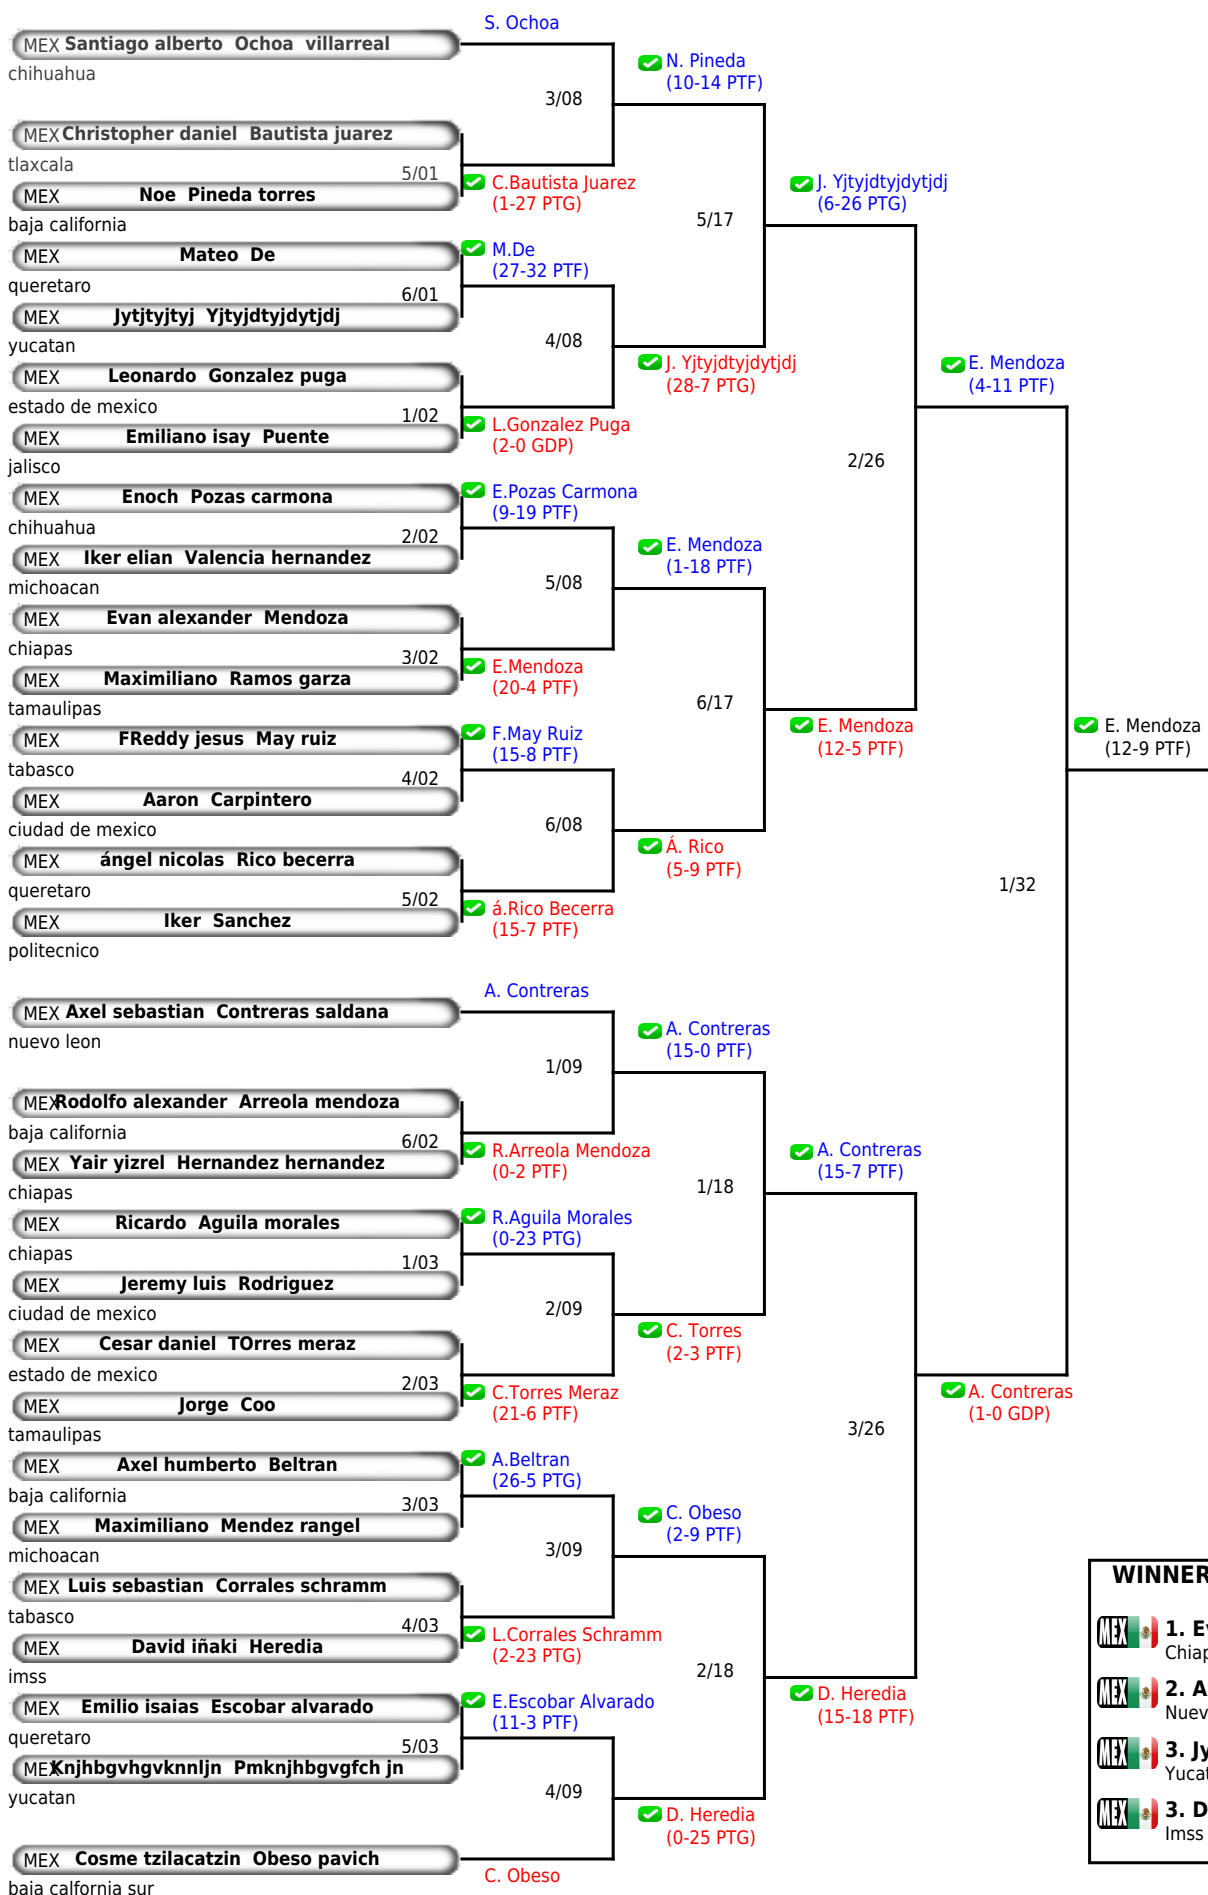 S. Ochoa
MEX Santiago alberto Ochoa villarreal
chihuahua
N. Pineda
(10-14 PTF)
3/08
MEX Christopher daniel Bautista juarez
tlaxcala
5/01
C.Bautista Juarez
(1-27 PTG)
MEX Noe Pineda torres
baja california
J. Yjtyjdtyjdytjdj
(6-26 PTG)
5/17
MEX Mateo De
queretaro
M.De
(27-32 PTF)
6/01
MEX Jytjtyjtyj Yjtyjdtyjdytjdj
yucatan
4/08
J. Yjtyjdtyjdytjdj
(28-7 PTG)
E. Mendoza
(4-11 PTF)
MEX Leonardo Gonzalez puga
estado de mexico
1/02
L.Gonzalez Puga
(2-0 GDP)
MEX Emiliano isay Puente
jalisco
2/26
MEX Enoch Pozas carmona
chihuahua
E.Pozas Carmona
(9-19 PTF)
2/02
MEX Iker elian Valencia hernandez
michoacan
E. Mendoza
(1-18 PTF)
5/08
MEX Evan alexander Mendoza
chiapas
3/02
E.Mendoza
(20-4 PTF)
MEX Maximiliano Ramos garza
tamaulipas
6/17
E. Mendoza
(12-5 PTF)
E. Mendoza
(12-9 PTF)
MEX FReddy jesus May ruiz
tabasco
F.May Ruiz
(15-8 PTF)
4/02
MEX Aaron Carpintero
ciudad de mexico
6/08
Á. Rico
(5-9 PTF)
MEX ángel nicolas Rico becerra
queretaro
5/02
á.Rico Becerra
(15-7 PTF)
MEX Iker Sanchez
politecnico
1/32
A. Contreras
MEX Axel sebastian Contreras saldana
nuevo leon
A. Contreras
(15-0 PTF)
1/09
MEX Rodolfo alexander Arreola mendoza
baja california
6/02
R.Arreola Mendoza
(0-2 PTF)
MEX Yair yizrel Hernandez hernandez
chiapas
A. Contreras
(15-7 PTF)
1/18
MEX Ricardo Aguila morales
chiapas
R.Aguila Morales
(0-23 PTG)
1/03
MEX Jeremy luis Rodriguez
ciudad de mexico
2/09
C. Torres
(2-3 PTF)
MEX Cesar daniel TOrres meraz
estado de mexico
2/03
C.Torres Meraz
(21-6 PTF)
MEX Jorge Coo
tamaulipas
A. Contreras
(1-0 GDP)
3/26
MEX Axel humberto Beltran
baja california
A.Beltran
(26-5 PTG)
3/03
MEX Maximiliano Mendez rangel
michoacan
C. Obeso
(2-9 PTF)
3/09
MEX Luis sebastian Corrales schramm
tabasco
4/03
L.Corrales Schramm
(2-23 PTG)
MEX David iñaki Heredia
imss
2/18
D. Heredia
(15-18 PTF)
MEX Emilio isaias Escobar alvarado
queretaro
E.Escobar Alvarado
(11-3 PTF)
5/03
MEX Knjhbgvhgvknnljn Pmknjhbgvgfch jn
yucatan
4/09
D. Heredia
(0-25 PTG)
MEX Cosme tzilacatzin Obeso pavich
baja calfornia sur
C. Obeso
WINNER
MEX 1. Ev
Chiap
MEX 2. A
Nuev
MEX 3. Jy
Yucat
MEX 3. D
Imss